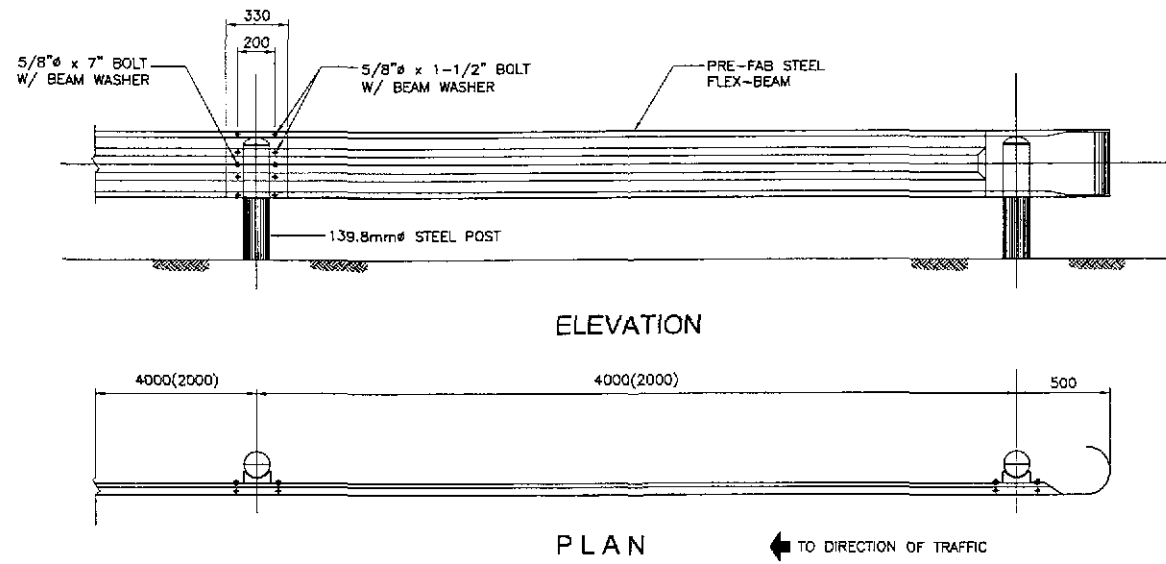 330
200
5/8"ø x 7" BOLT
W/ BEAM WASHER
5/8"ø x 1-1/2" BOLT
W/ BEAM WASHER
PRE-FAB STEEL
FLEX-BEAM
139.8mmø STEEL POST
ELEVATION
4000(2000)
4000(2000)
500
PLAN
TO DIRECTION OF TRAFFIC